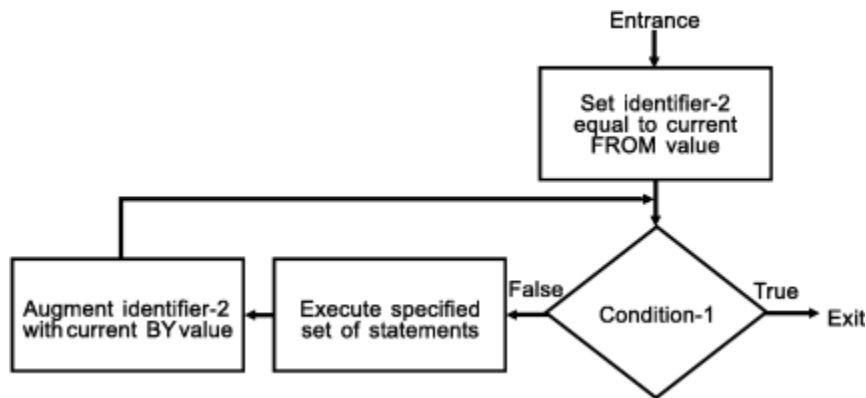 Entrance
Set identifier-2
equal to current
FROM value
False
True
Condition-1
Exit
Execute specified
set of statements
Augment identifier-2
with current BY value